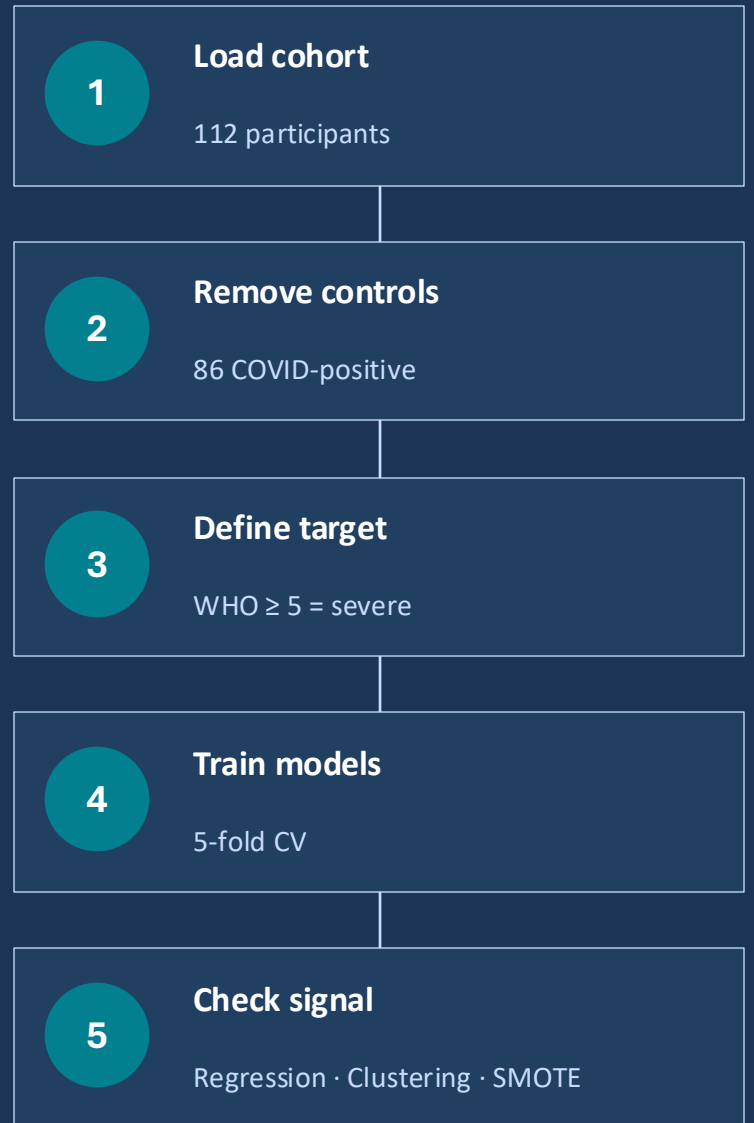 1
Load cohort
112 participants
2
Remove controls
86 COVID-positive
3
Define target
WHO ≥ 5 = severe
4
Train models
5-fold CV
5
Check signal
Regression · Clustering · SMOTE